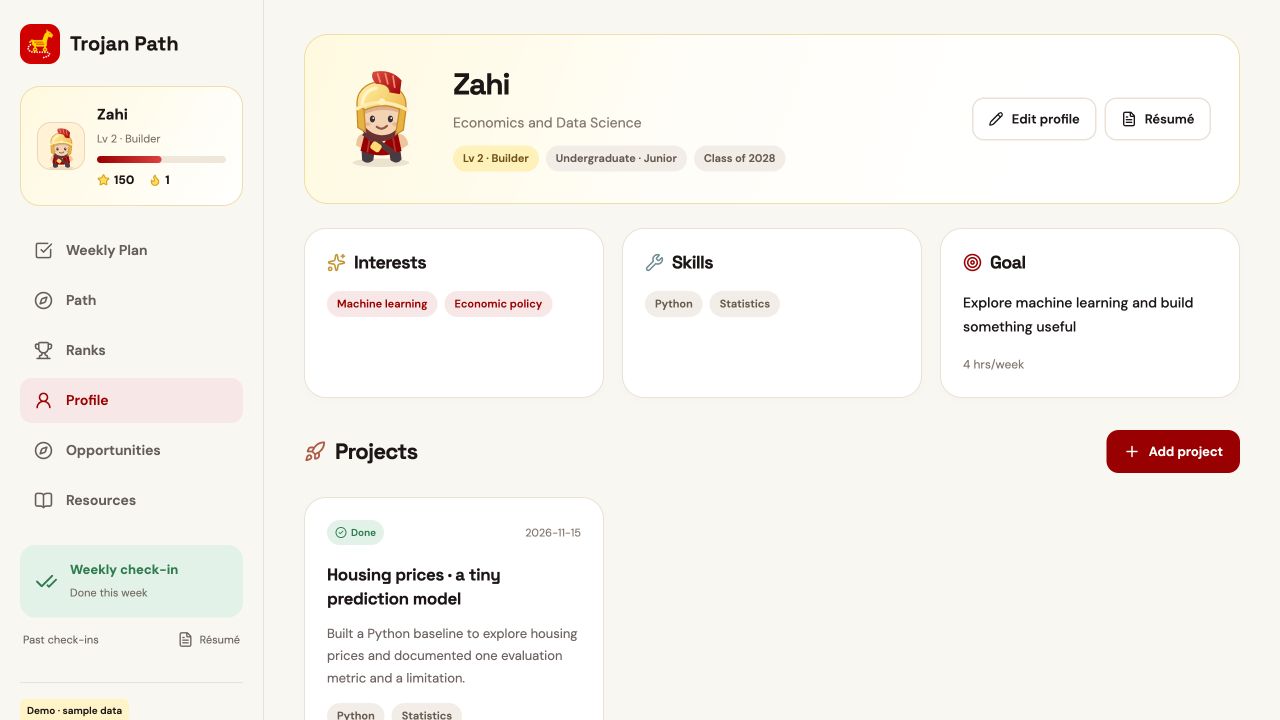 Trojan Path
Zahi
Lv 2 · Builder
150
1
Weekly Plan
Path
Ranks
Profile
Opportunities
Resources
Weekly check-in
Done this week
Past check-ins
Résumé
Demo · sample data
Zahi
Economics and Data Science
Lv 2 · Builder
Undergraduate · Junior
Class of 2028
Edit profile
Résumé
Interests
Machine learning
Economic policy
Skills
Python
Statistics
Goal
Explore machine learning and build
something useful
4 hrs/week
Projects
Add project
Done
2026-11-15
Housing prices · a tiny
prediction model
Built a Python baseline to explore housing
prices and documented one evaluation
metric and a limitation.
Python
Statistics